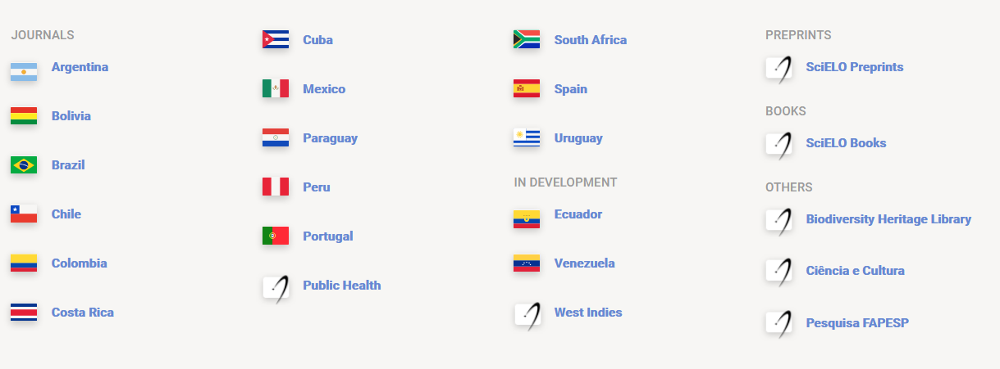 JOURNALS
Argentina
Bolivia
Brazil
Chile
Colombia
Costa Rica
Cuba
Mexico
Paraguay
Peru
Portugal
Public Health
South Africa
Spain
Uruguay
IN DEVELOPMENT
Ecuador
Venezuela
West Indies
PREPRINTS
SciELO Preprints
BOOKS
SciELO Books
OTHERS
Biodiversity Heritage Library
Ciência e Cultura
Pesquisa FAPESP